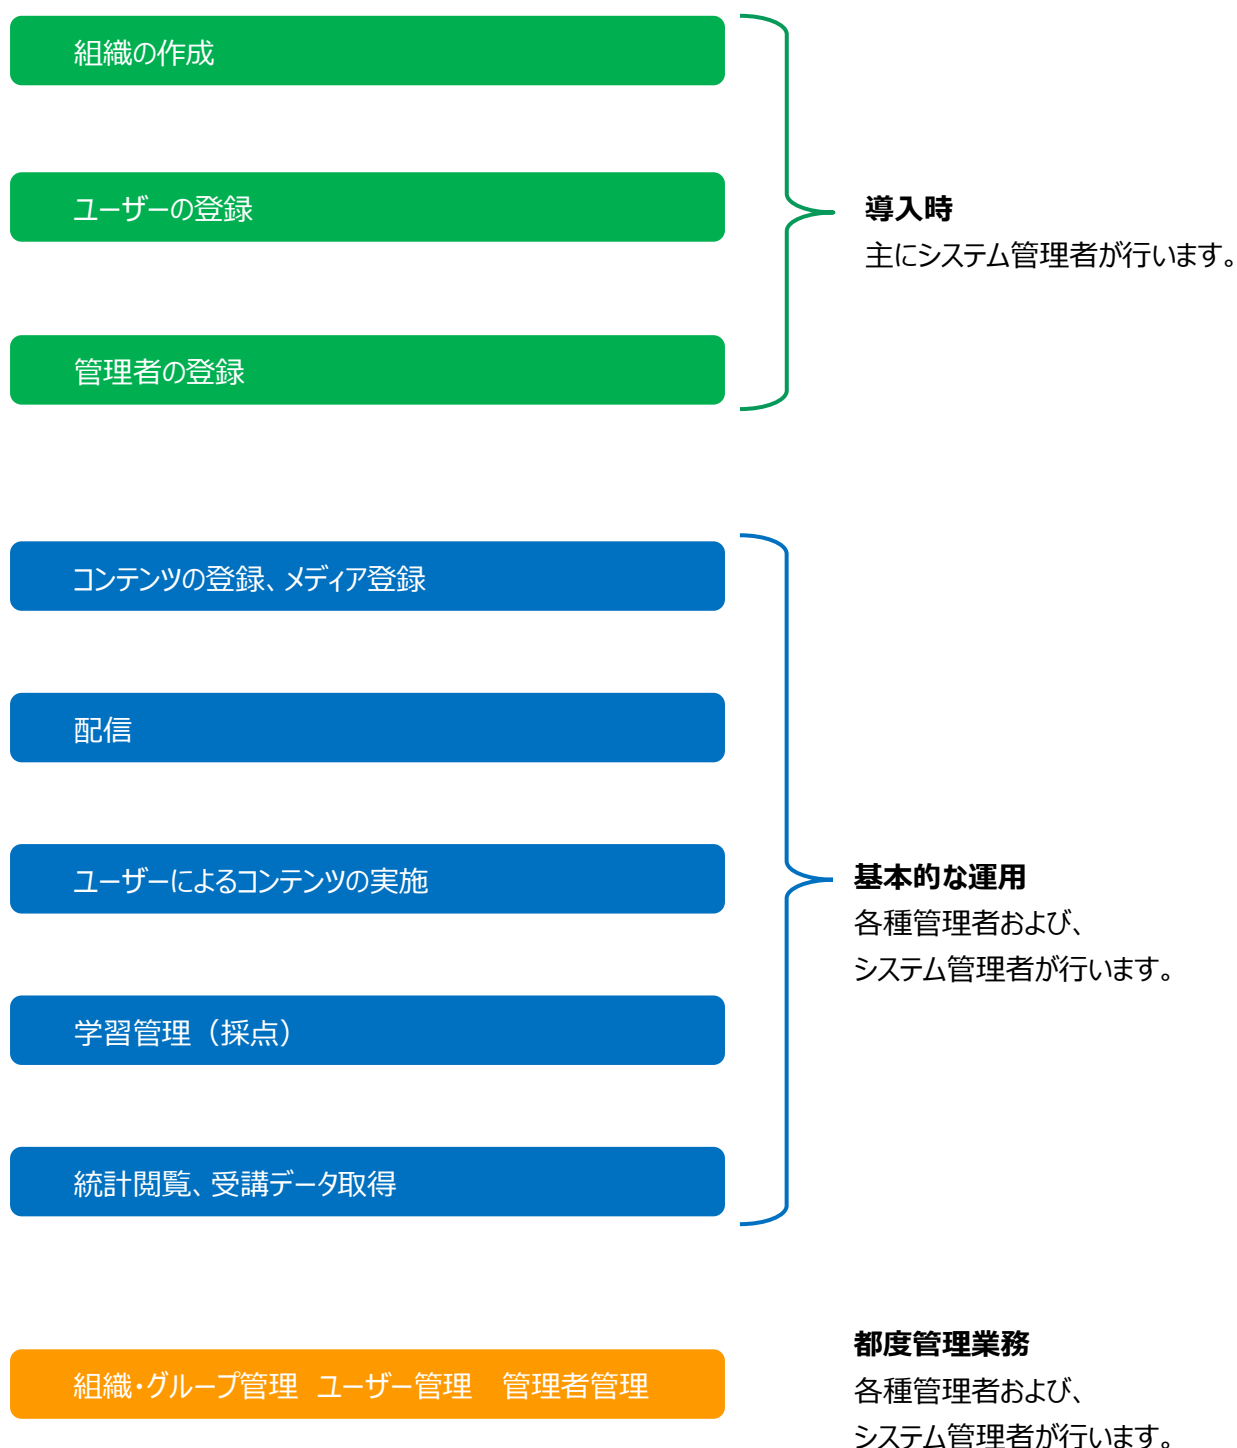 組織の作成
ユーザーの登録
導入時
主にシステム管理者が行います。
管理者の登録
コンテンツの登録、メディア登録
配信
ユーザーによるコンテンツの実施
基本的な運用
各種管理者および、
システム管理者が行います。
学習管理（採点）
統計閲覧、受講データ取得
都度管理業務
組織・グループ管理　ユーザー管理　管理者管理
各種管理者および、
システム管理者が行います。